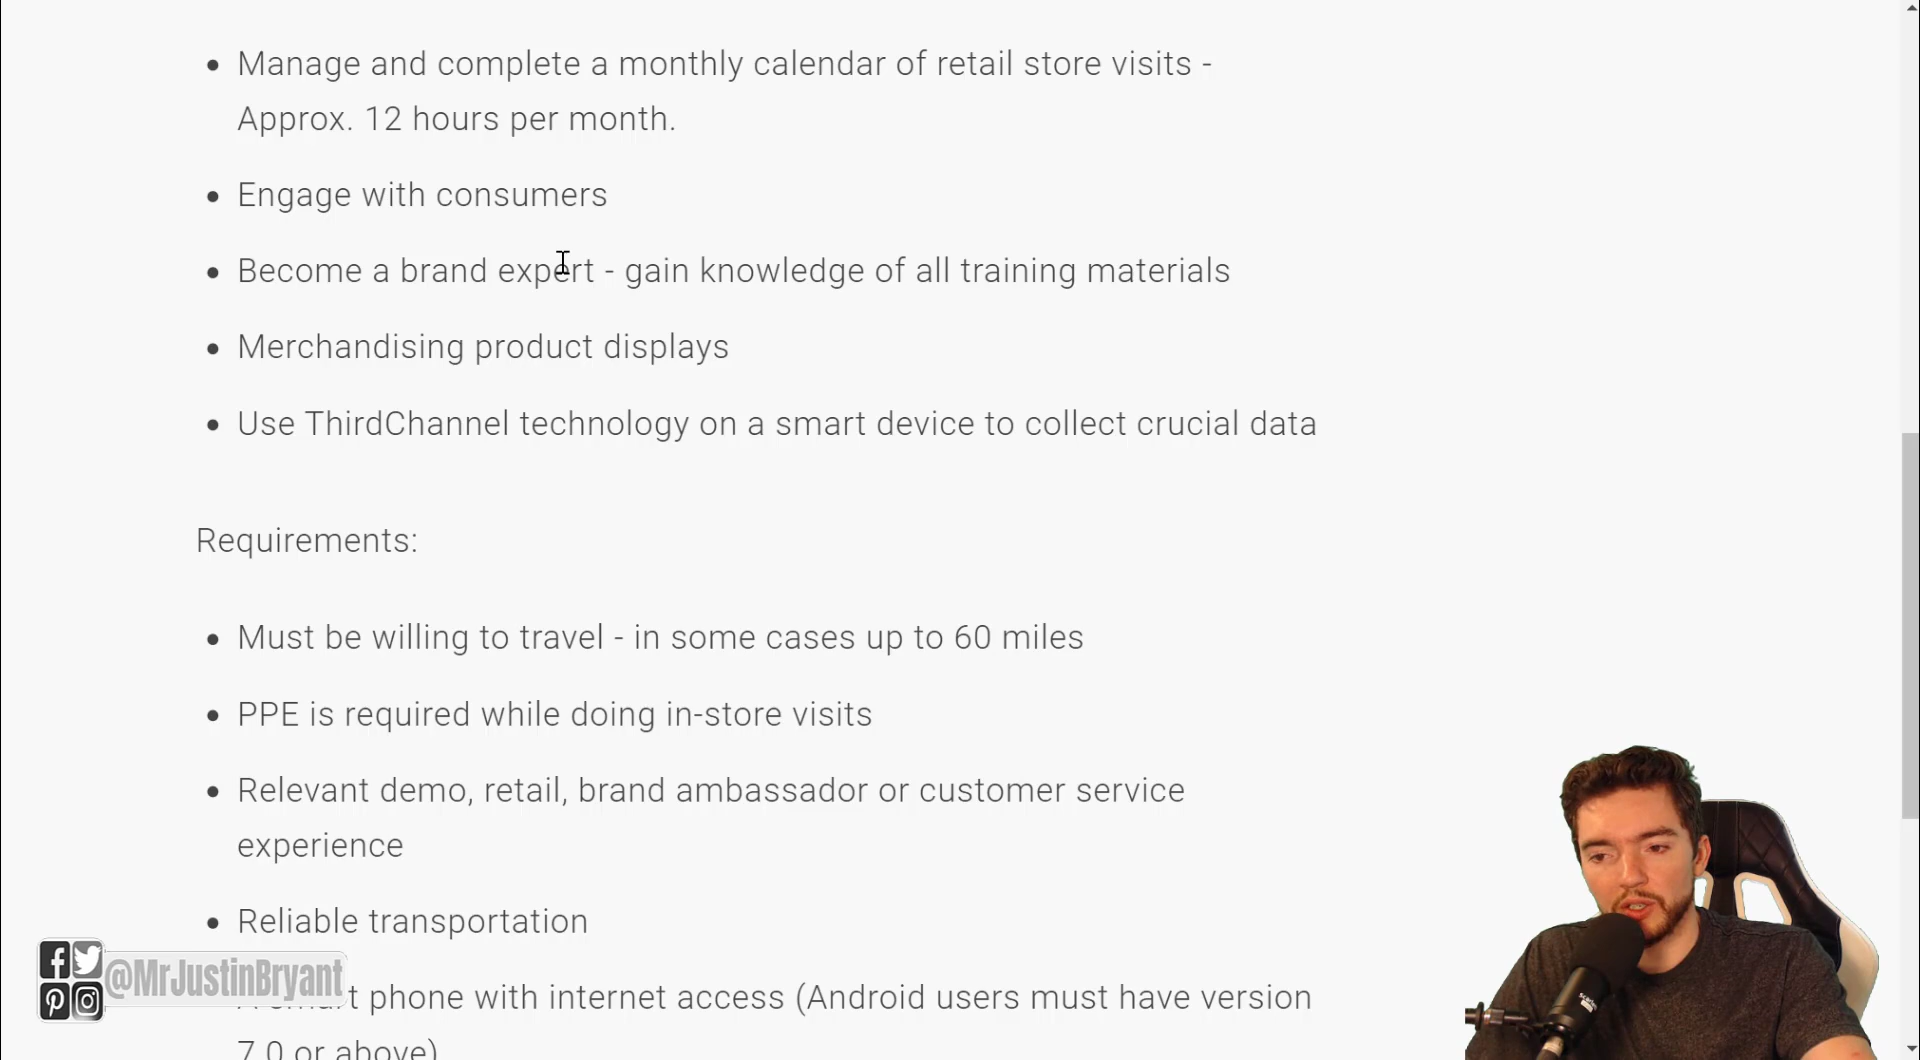 Manage and complete a monthly calendar of retail store visits -
Approx. 12 hours per month.
Engage with consumers
Become a brand expert - gain knowledge of all training materials
Merchandising product displays
Use ThirdChannel technology on a smart device to collect crucial data
Requirements:
Must be willing to travel - in some cases up to 60 miles
PPE is required while doing in-store visits
Relevant demo, retail, brand ambassador or customer service
experience
Reliable transportation
@MrJustinBryant
A smart phone with internet access (Android users must have version
7.0 or above)